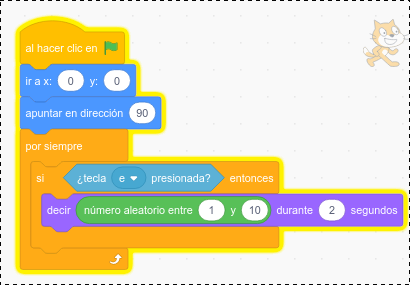 al hacer clic en
ir a x: 0 y: 0
apuntar en dirección 90
por siempre
si ¿tecla e presionada? entonces
decir número aleatorio entre 1 y 10 durante 2 segundos